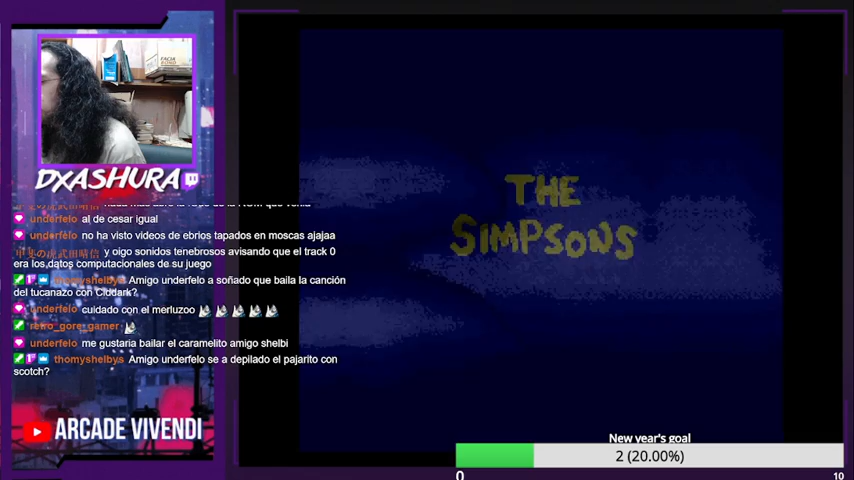 THE
SIMPSONS
FACIA
DXASHURA
underfelo al de cesar igual
underfelo no ha visto videos de ebrios tapados en moscas ajajaa
y oigo sonidos tenebrosos avisando que el track 0
era los datos computacionales de su juego
thomyshelbys Amigo underfelo a soñado que baila la canción
del tucanazo con Clddark?
underfelo cuidado con el merluzoo
retro_gore_gamer
underfelo me gustaria bailar el caramelito amigo shelbi
thomyshelbys Amigo underfelo se a depilado el pajarito con
scotch?
ARCADE VIVENDI
New year's goal
2 (20.00%)
0
10